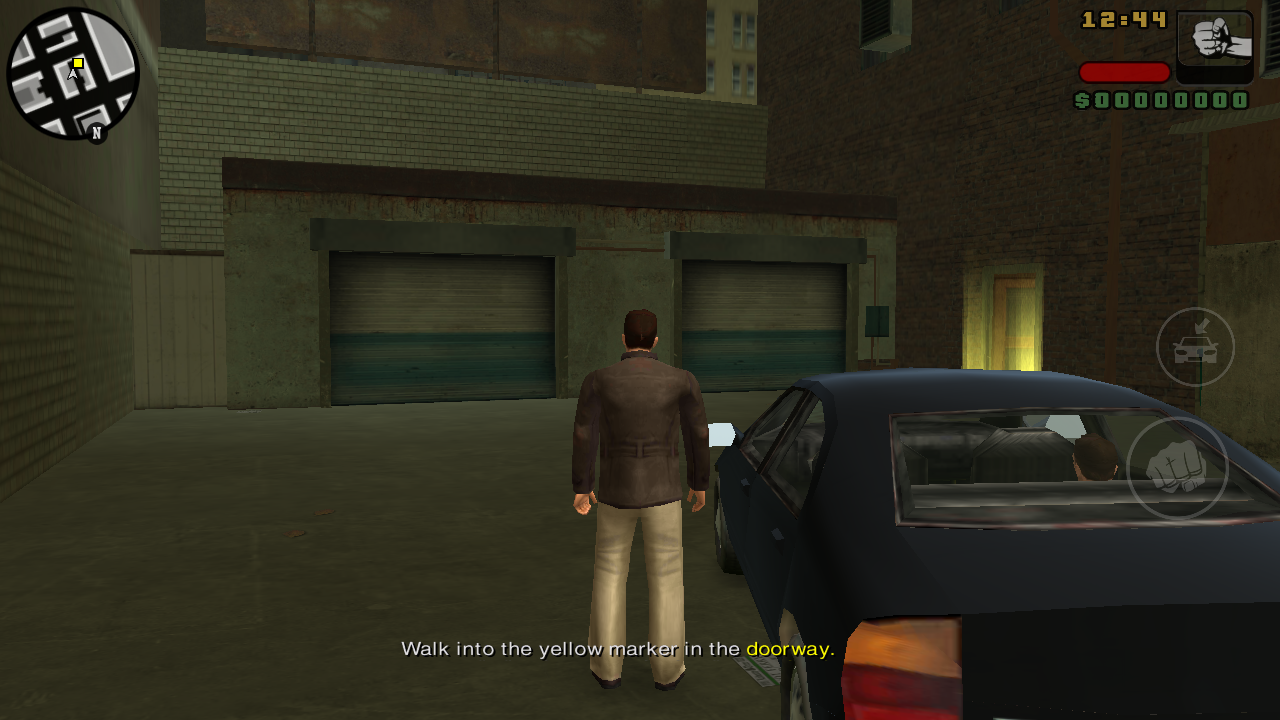 N
12:44
$00000000
Walk into the yellow marker in the doorway.